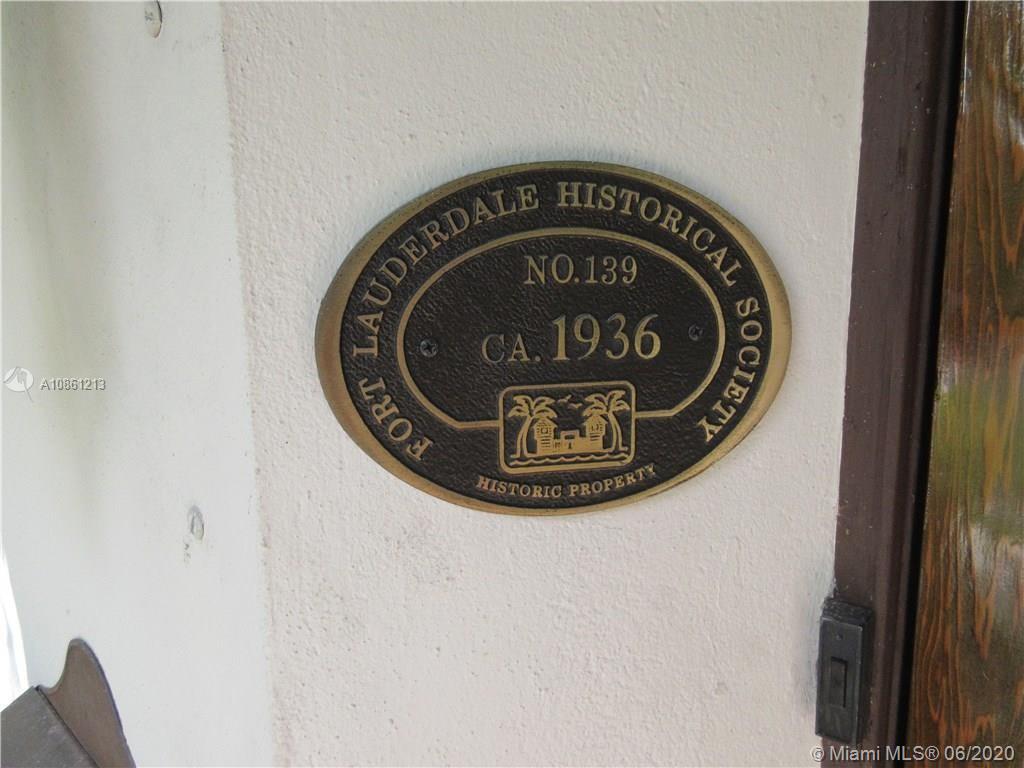 FORT LAUDERDALE HISTORICAL SOCIETY
NO.139
CA. 1936
HISTORIC PROPERTY
A10861213
© Miami MLS® 06/2020